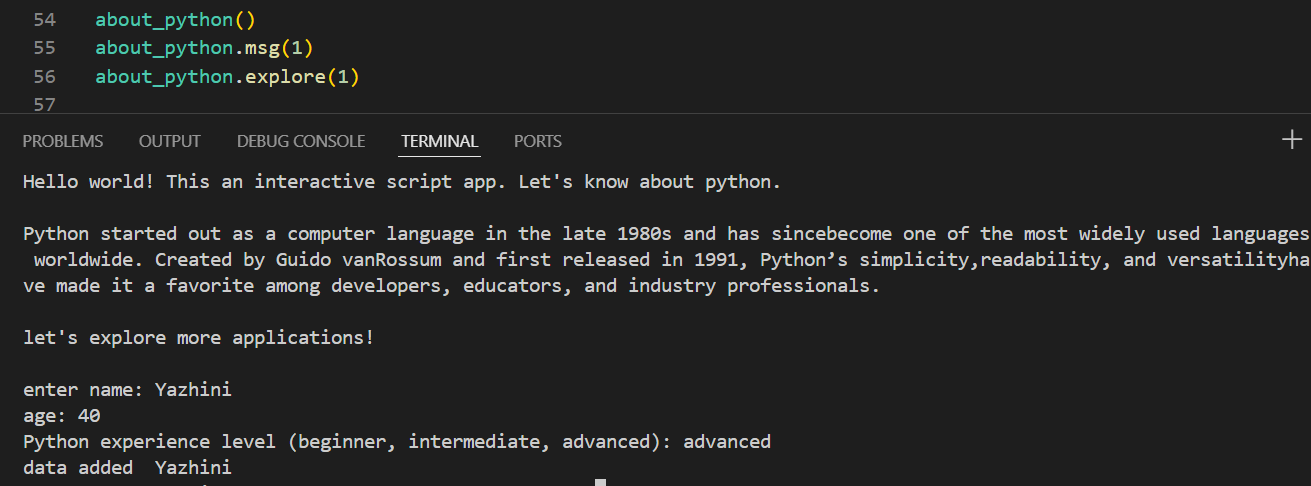 54 about_python()
55 about_python.msg(1)
56 about_python.explore(1)
57
PROBLEMS OUTPUT DEBUG CONSOLE TERMINAL PORTS +
Hello world! This an interactive script app. Let's know about python.
Python started out as a computer language in the late 1980s and has sincebecome one of the most widely used languages
worldwide. Created by Guido vanRossum and first released in 1991, Python’s simplicity,readability, and versatilityha
ve made it a favorite among developers, educators, and industry professionals.
let's explore more applications!
enter name: Yazhini
age: 40
Python experience level (beginner, intermediate, advanced): advanced
data added  Yazhini